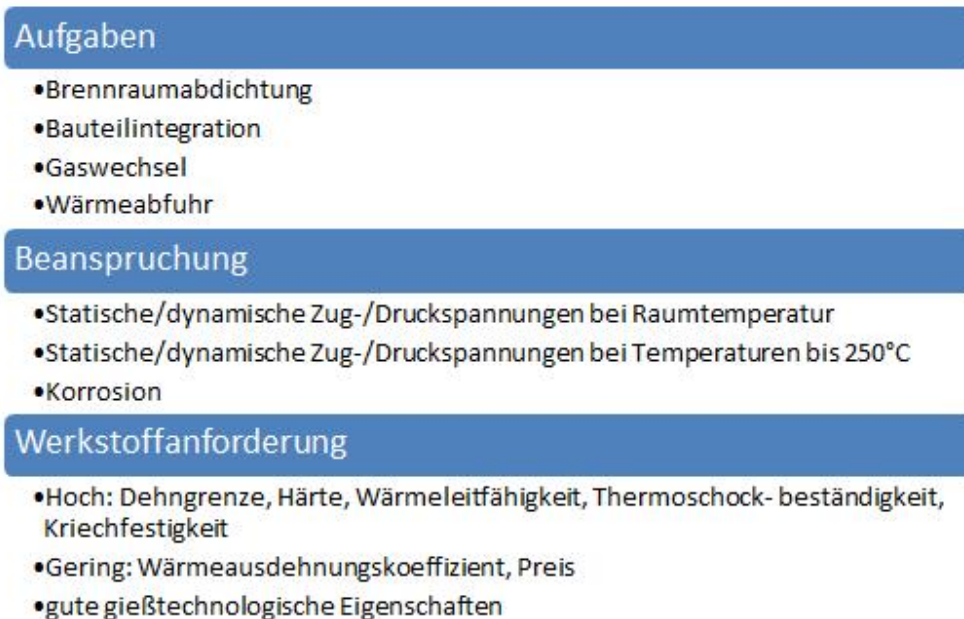 Aufgaben
•Brennraumabdichtung
•Bauteilintegration
•Gaswechsel
•Wärmeabfuhr
Beanspruchung
•Statische/dynamische Zug-/Druckspannungen bei Raumtemperatur
•Statische/dynamische Zug-/Druckspannungen bei Temperaturen bis 250°C
•Korrosion
Werkstoffanforderung
•Hoch: Dehngrenze, Härte, Wärmeleitfähigkeit, Thermoschock- beständigkeit,
Kriechfestigkeit
•Gering: Wärmeausdehnungskoeffizient, Preis
•gute gießtechnologische Eigenschaften